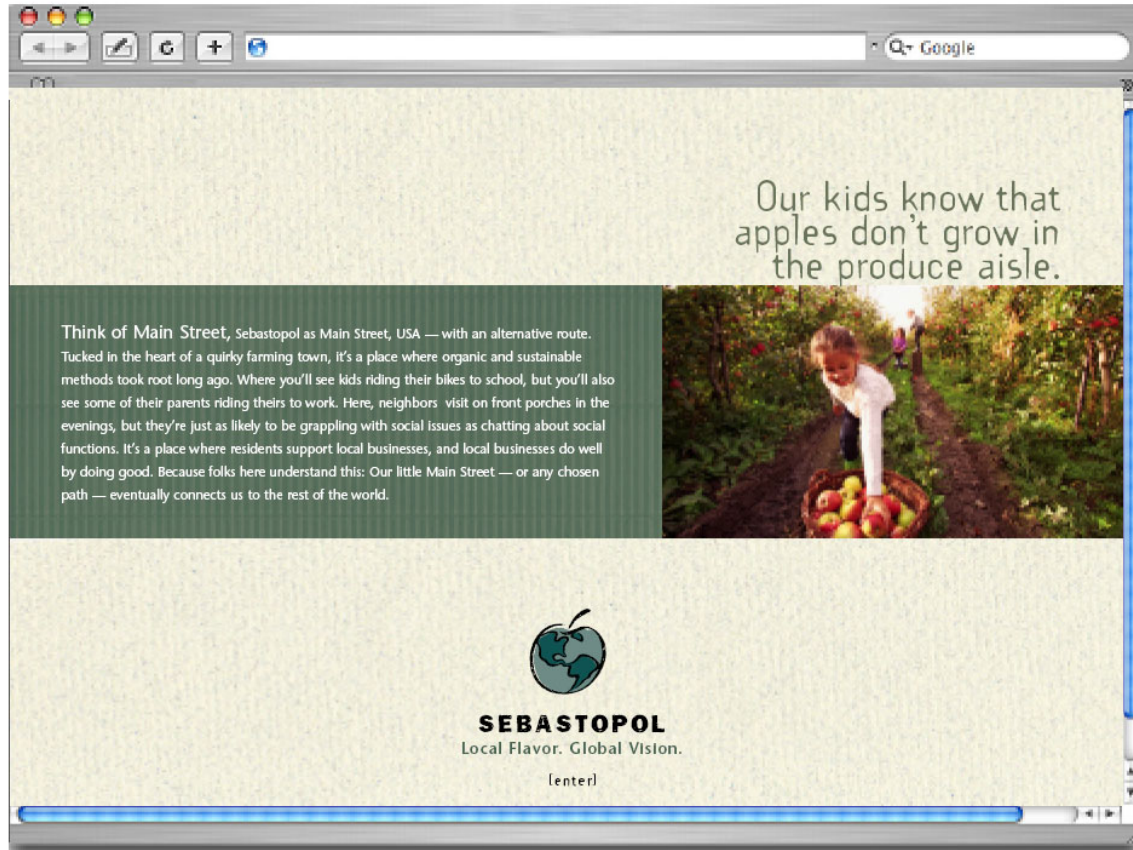 Google
Our kids know that
apples don't grow in
the produce aisle.
Think of Main Street, Sebastopol as Main Street, USA — with an alternative route.
Tucked in the heart of a quirky farming town, it's a place where organic and sustainable
methods took root long ago. Where you'll see kids riding their bikes to school, but you'll also
see some of their parents riding theirs to work. Here, neighbors visit on front porches in the
evenings, but they're just as likely to be grappling with social issues as chatting about social
functions. It's a place where residents support local businesses, and local businesses do well
by doing good. Because folks here understand this: Our little Main Street — or any chosen
path — eventually connects us to the rest of the world.
SEBASTOPOL
Local Flavor. Global Vision.
[enter]